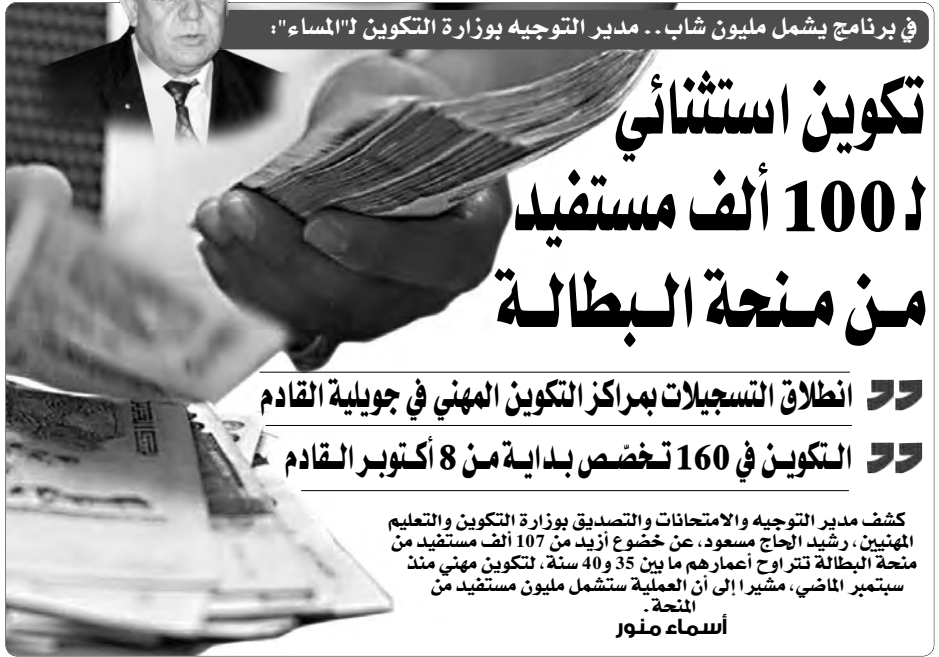 في برنامج يشمل مليون شاب.. مدير التوجيه بوزارة التكوين لـ"المساء":
تكوين استثنائي
لـ 100 ألف مستفيد
من منحة البطالة
انطلاق التسجيلات بمراكز التكوين المهني في جويلية القادم
التكوين في 160 تخصّص بداية من 8 أكتوبر القادم
كشف مدير التوجيه والامتحانات والتصديق بوزارة التكوين والتعليم
المهنيين، رشيد الحاج مسعود، عن خضوع أزيد من 107 ألف مستفيد من
منحة البطالة تتراوح أعمارهم ما بين 35 و40 سنة، لتكوين مهني منذ
سبتمبر الماضي، مشيرا إلى أن العملية ستشمل مليون مستفيد من
المنحة.
أسماء منور